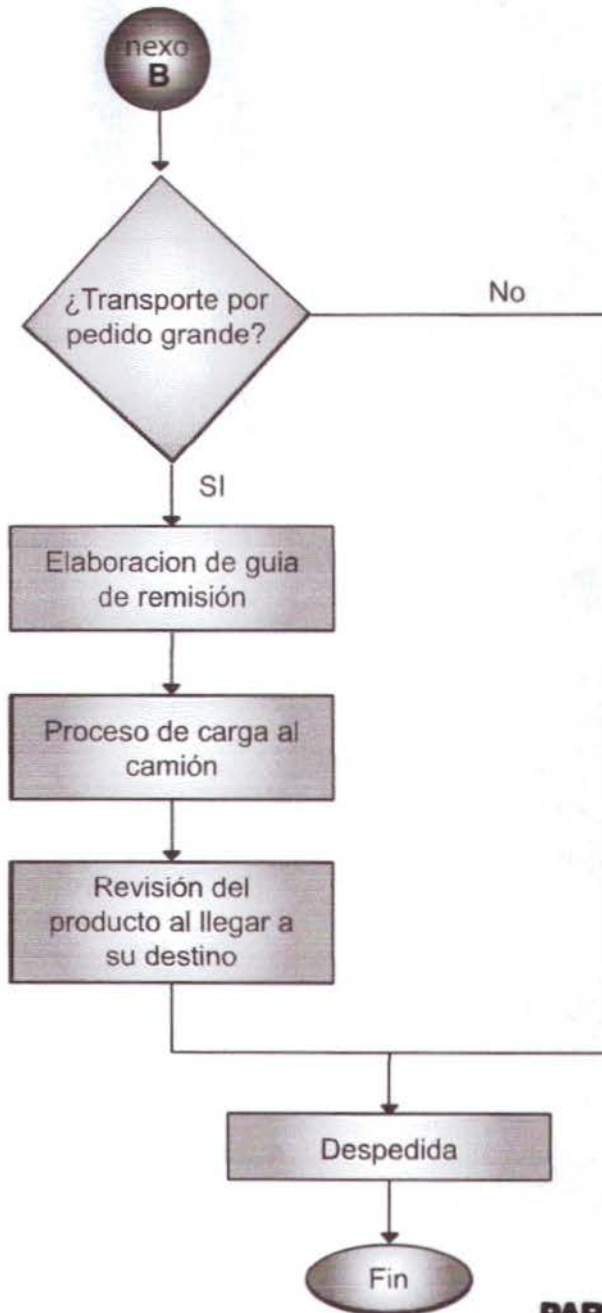 nexo
B
¿Transporte por
pedido grande?
No
SI
Elaboracion de guia
de remisión
Proceso de carga al
camión
Revisión del
producto al llegar a
su destino
Despedida
Fin